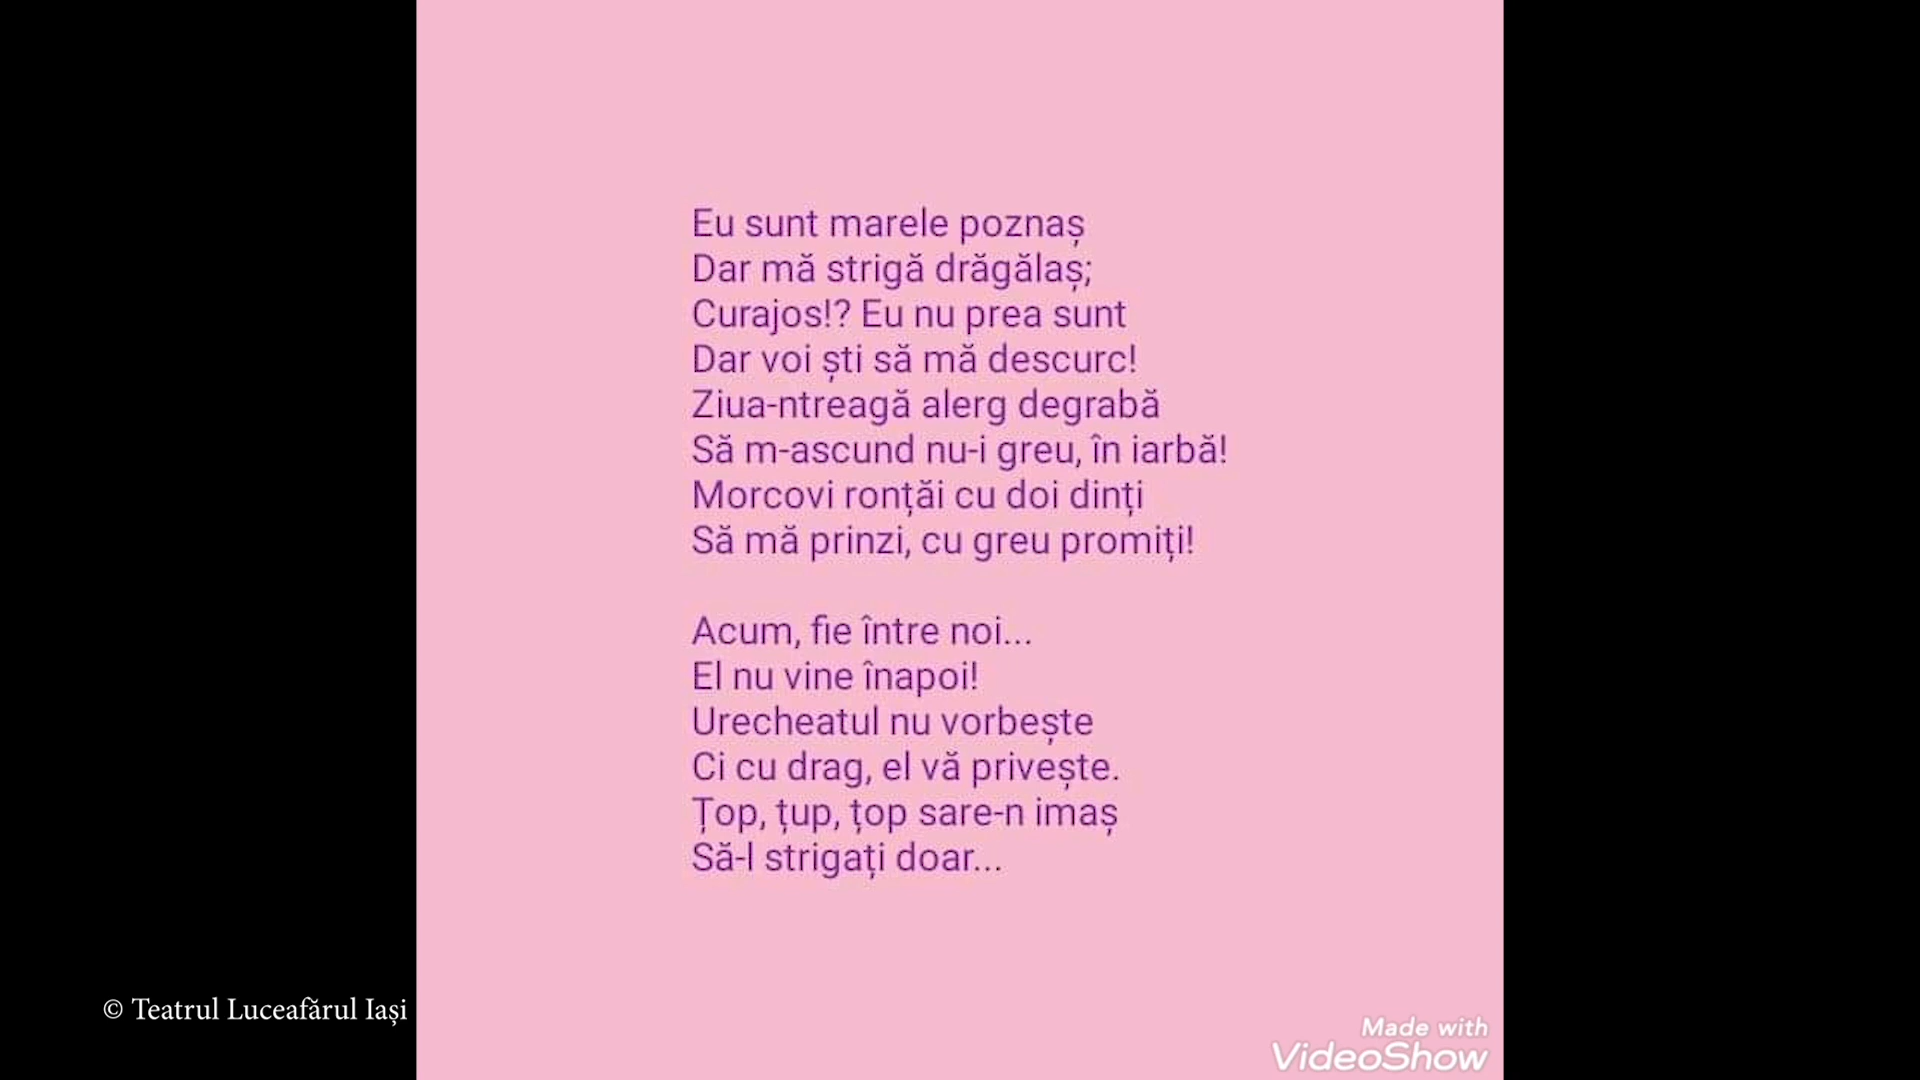 Eu sunt marele poznaș
Dar mă strigă drăgălaș;
Curajos!? Eu nu prea sunt
Dar voi ști să mă descurc!
Ziua-ntreagă alerg degrabă
Să m-ascund nu-i greu, în iarbă!
Morcovi ronțăi cu doi dinți
Să mă prinzi, cu greu promiți!

Acum, fie între noi...
El nu vine înapoi!
Urecheatul nu vorbește
Ci cu drag, el vă privește.
Țop, țup, țop sare-n imaș
Să-l strigați doar...
© Teatrul Luceafărul Iași
Made with
VideoShow